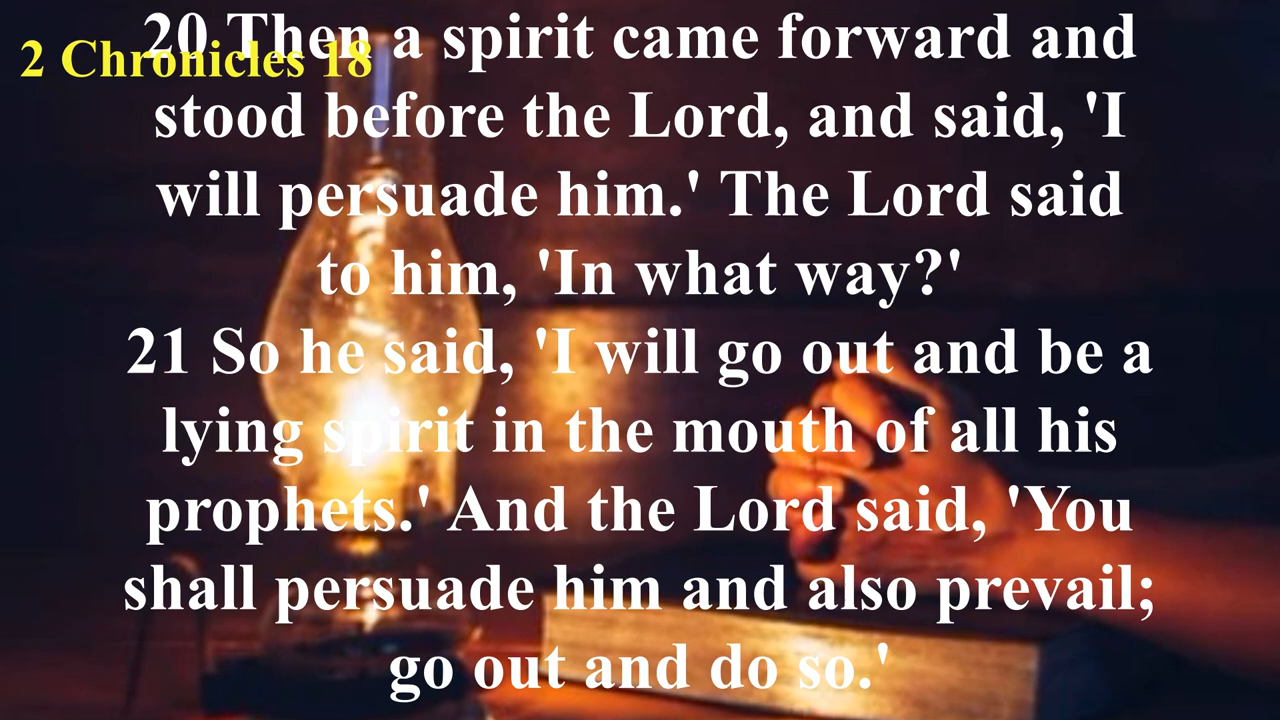 2 Chronicles 18
20 Then a spirit came forward and
stood before the Lord, and said, 'I
will persuade him.' The Lord said
to him, 'In what way?'
21 So he said, 'I will go out and be a
lying spirit in the mouth of all his
prophets.' And the Lord said, 'You
shall persuade him and also prevail;
go out and do so.'